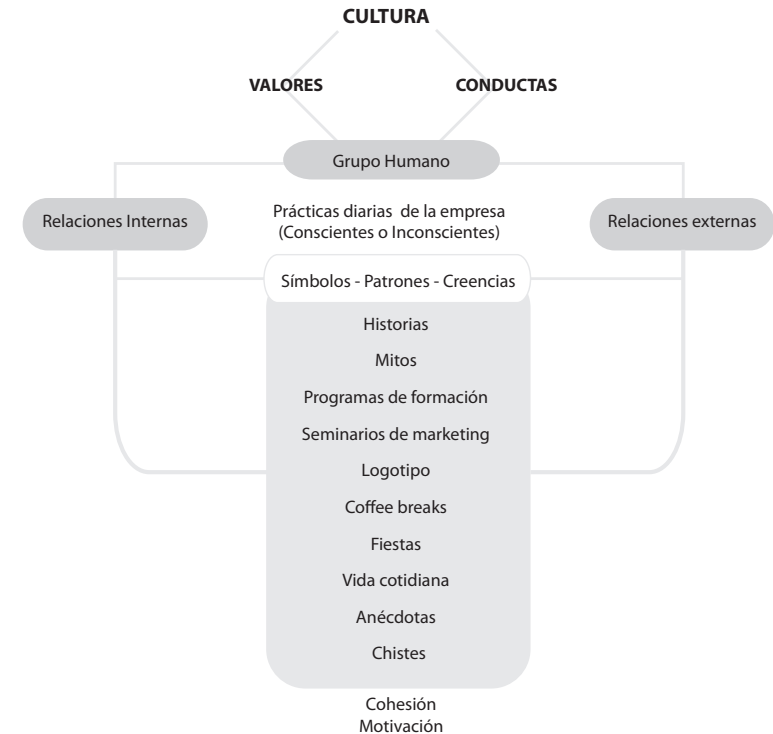 CULTURA
VALORES
CONDUCTAS
Grupo Humano
Relaciones Internas
Prácticas diarias de la empresa
(Conscientes o Inconscientes)
Relaciones externas
Símbolos - Patrones - Creencias
Historias
Mitos
Programas de formación
Seminarios de marketing
Logotipo
Coffee breaks
Fiestas
Vida cotidiana
Anécdotas
Chistes
Cohesión
Motivación